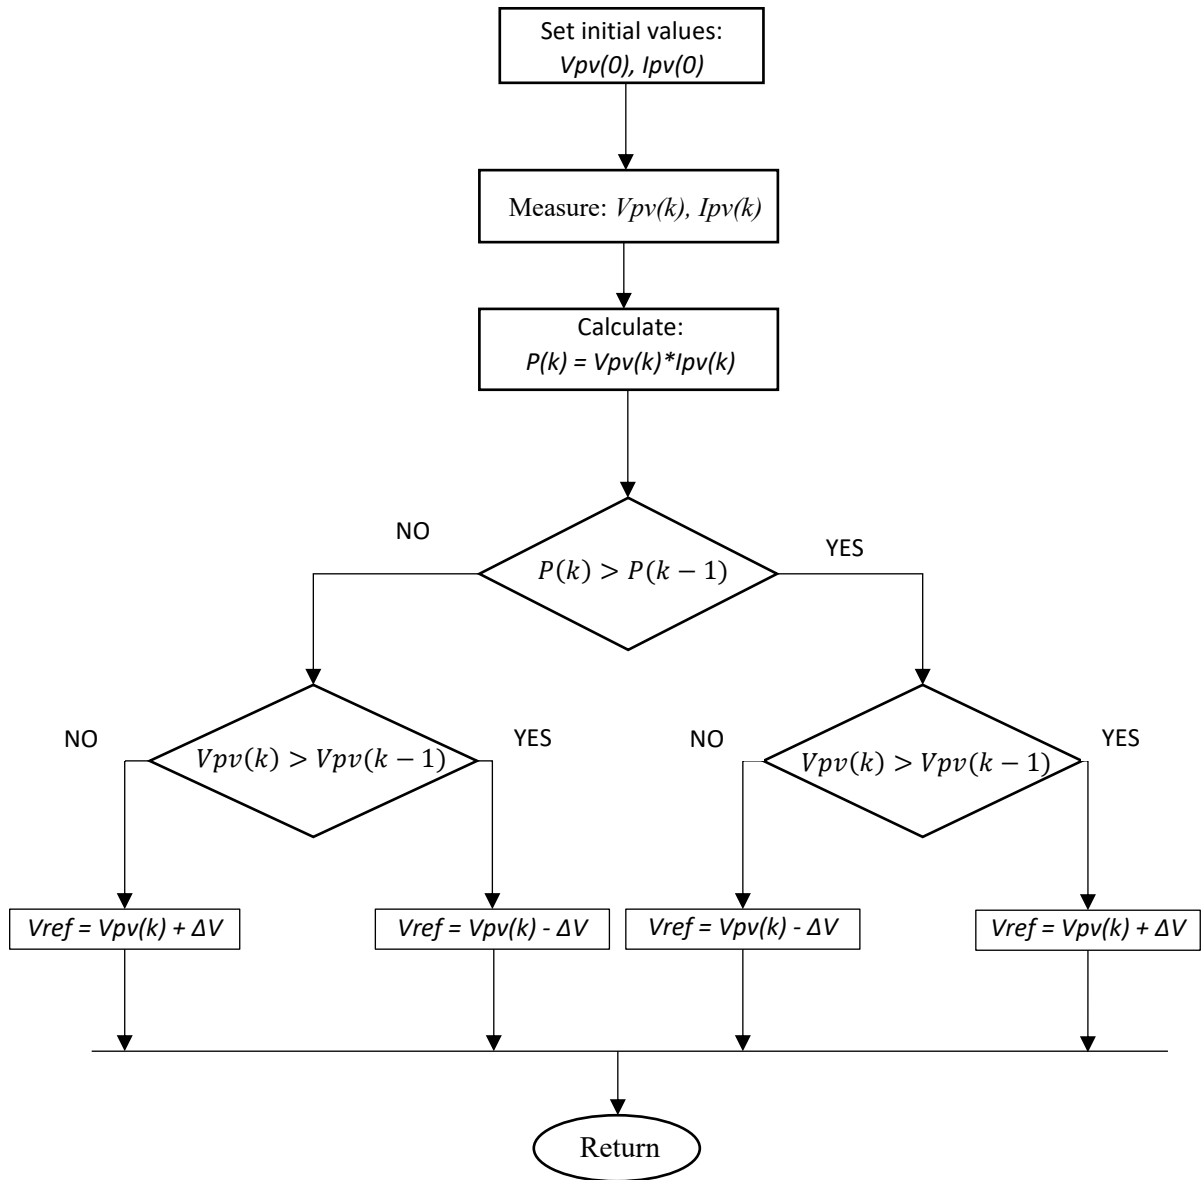 Set initial values:
Vpv(0), Ipv(0)
Measure: Vpv(k), Ipv(k)
Calculate:
P(k) = Vpv(k)*Ipv(k)
NO
YES
P(k) > P(k − 1)
NO
YES
NO
YES
Vpv(k) > Vpv(k − 1)
Vpv(k) > Vpv(k − 1)
Vref = Vpv(k) + ΔV
Vref = Vpv(k) - ΔV
Vref = Vpv(k) - ΔV
Vref = Vpv(k) + ΔV
Return